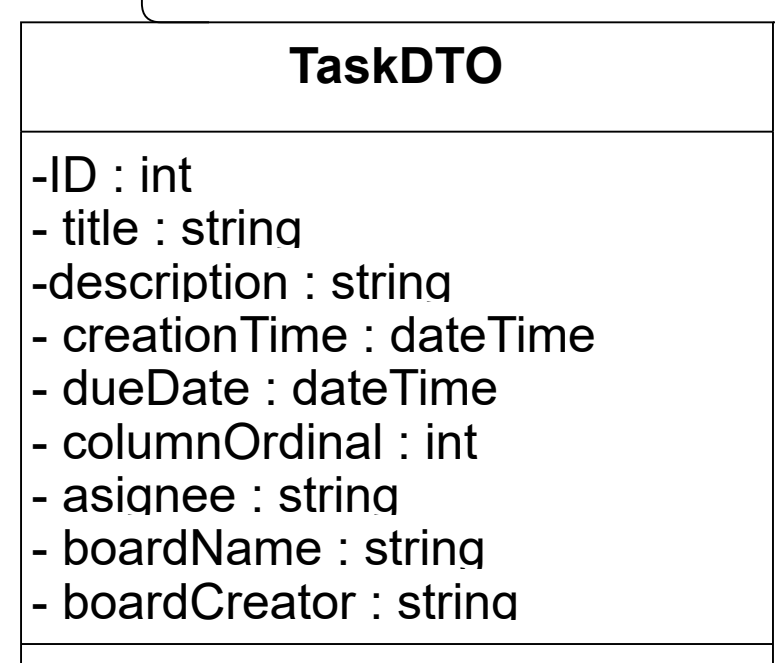 TaskDTO
-ID : int
- title : string
-description : string
- creationTime : dateTime
- dueDate : dateTime
- columnOrdinal : int
- asignee : string
- boardName : string
- boardCreator : string